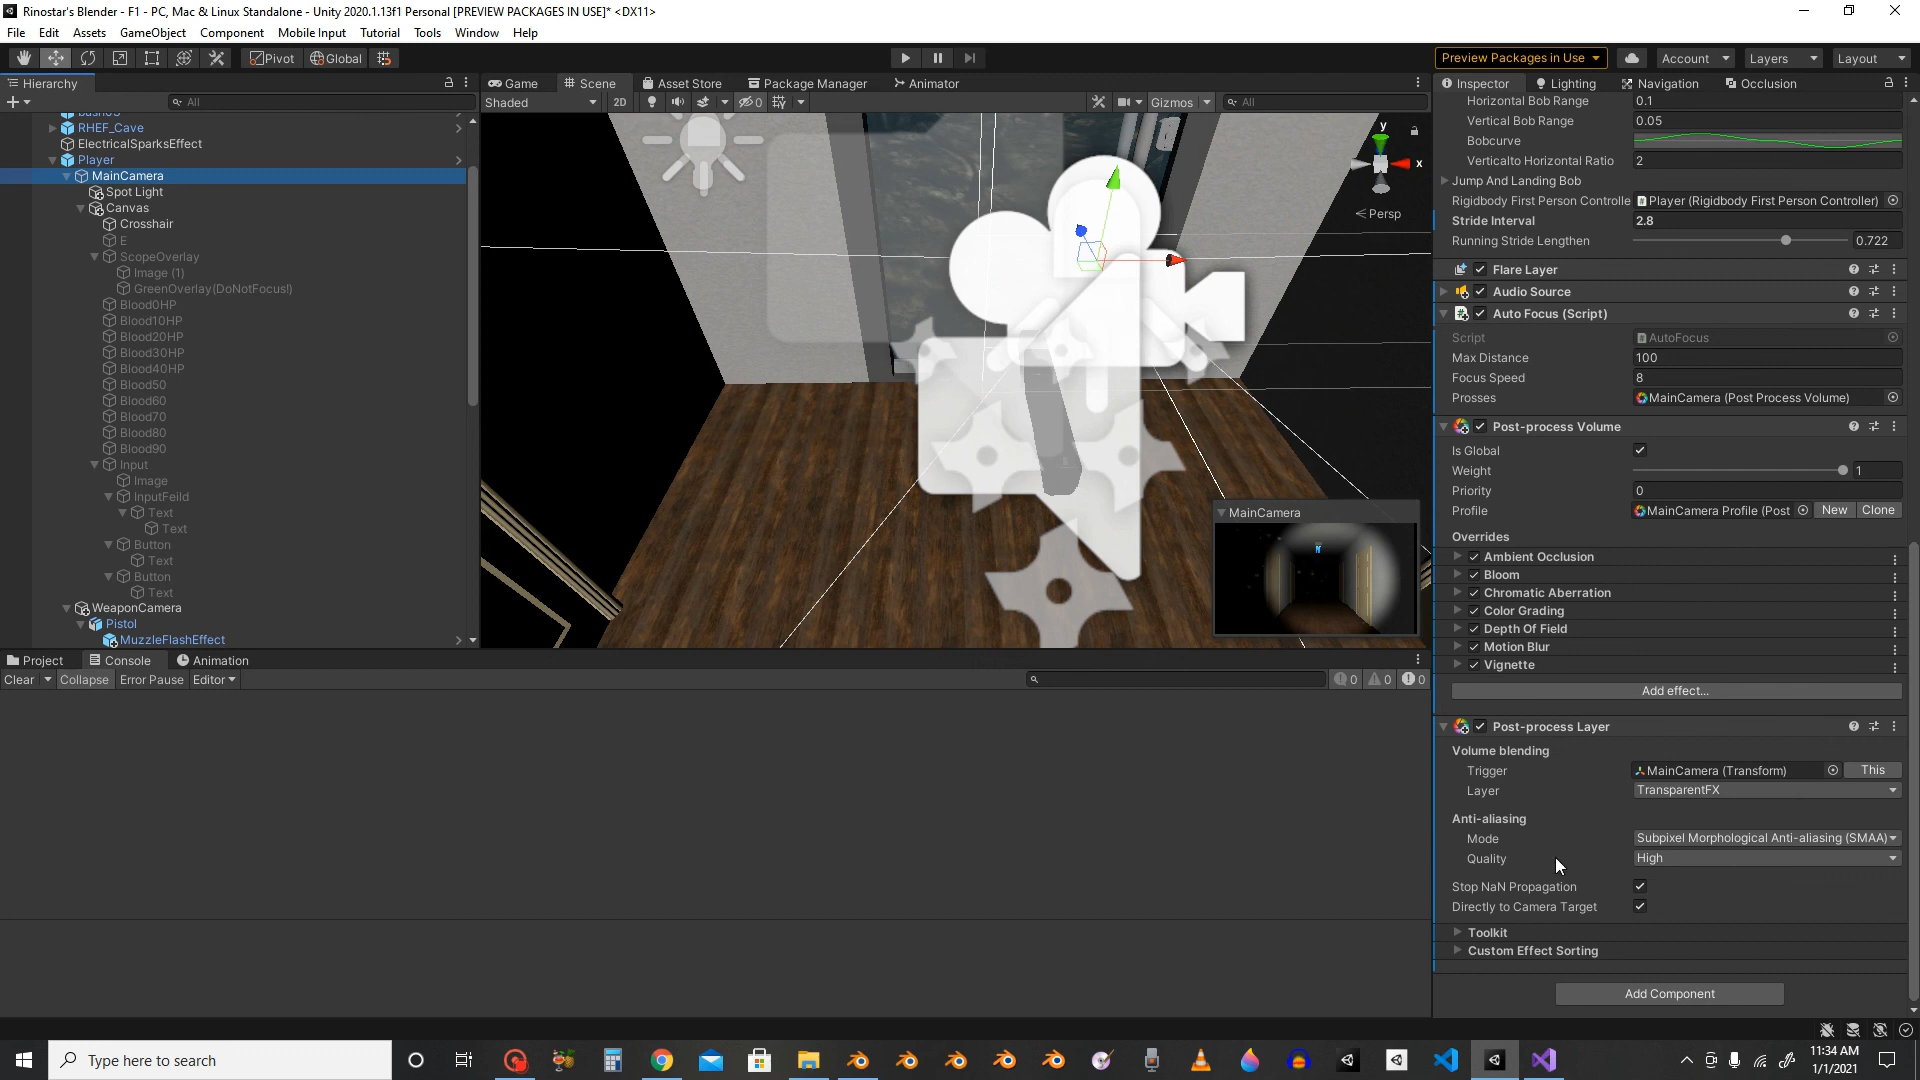 Rinostar's Blender - F1 - PC, Mac & Linux Standalone - Unity 2020.1.13f1 Personal [PREVIEW PACKAGES IN USE]* <DX11>
File Edit Assets GameObject Component Mobile Input Tutorial Tools Window Help
Pivot Global Preview Packages in Use Account Layers Layout
Hierarchy
All
RHEF_Cave
ElectricalSparksEffect
Player
MainCamera
Spot Light
Canvas
Crosshair
E
ScopeOverlay
Image (1)
GreenOverlay(DoNotFocus!)
Blood0HP
Blood10HP
Blood20HP
Blood30HP
Blood40HP
Blood50
Blood60
Blood70
Blood80
Blood90
Input
Image
InputFeild
Text
Text
Button
Text
Button
Text
WeaponCamera
Pistol
MuzzleFlashEffect
Game Scene Asset Store Package Manager Animator
Shaded 2D 0 Gizmos All
y
x
Persp
MainCamera
Project Console Animation
Clear Collapse Error Pause Editor 0 0 0
Inspector Lighting Navigation Occlusion
Horizontal Bob Range 0.1
Vertical Bob Range 0.05
Bobcurve
Verticalto Horizontal Ratio 2
Jump And Landing Bob
Rigidbody First Person Controlle Player (Rigidbody First Person Controller)
Stride Interval 2.8
Running Stride Lengthen 0.722
Flare Layer
Audio Source
Auto Focus (Script)
Script AutoFocus
Max Distance 100
Focus Speed 8
Prosses MainCamera (Post Process Volume)
Post-process Volume
Is Global
Weight 1
Priority 0
Profile MainCamera Profile (Post New Clone
Overrides
Ambient Occlusion
Bloom
Chromatic Aberration
Color Grading
Depth Of Field
Motion Blur
Vignette
Add effect...
Post-process Layer
Volume blending
Trigger MainCamera (Transform) This
Layer TransparentFX
Anti-aliasing
Mode Subpixel Morphological Anti-aliasing (SMAA)
Quality High
Stop NaN Propagation
Directly to Camera Target
Toolkit
Custom Effect Sorting
Add Component
Type here to search
11:34 AM
1/1/2021